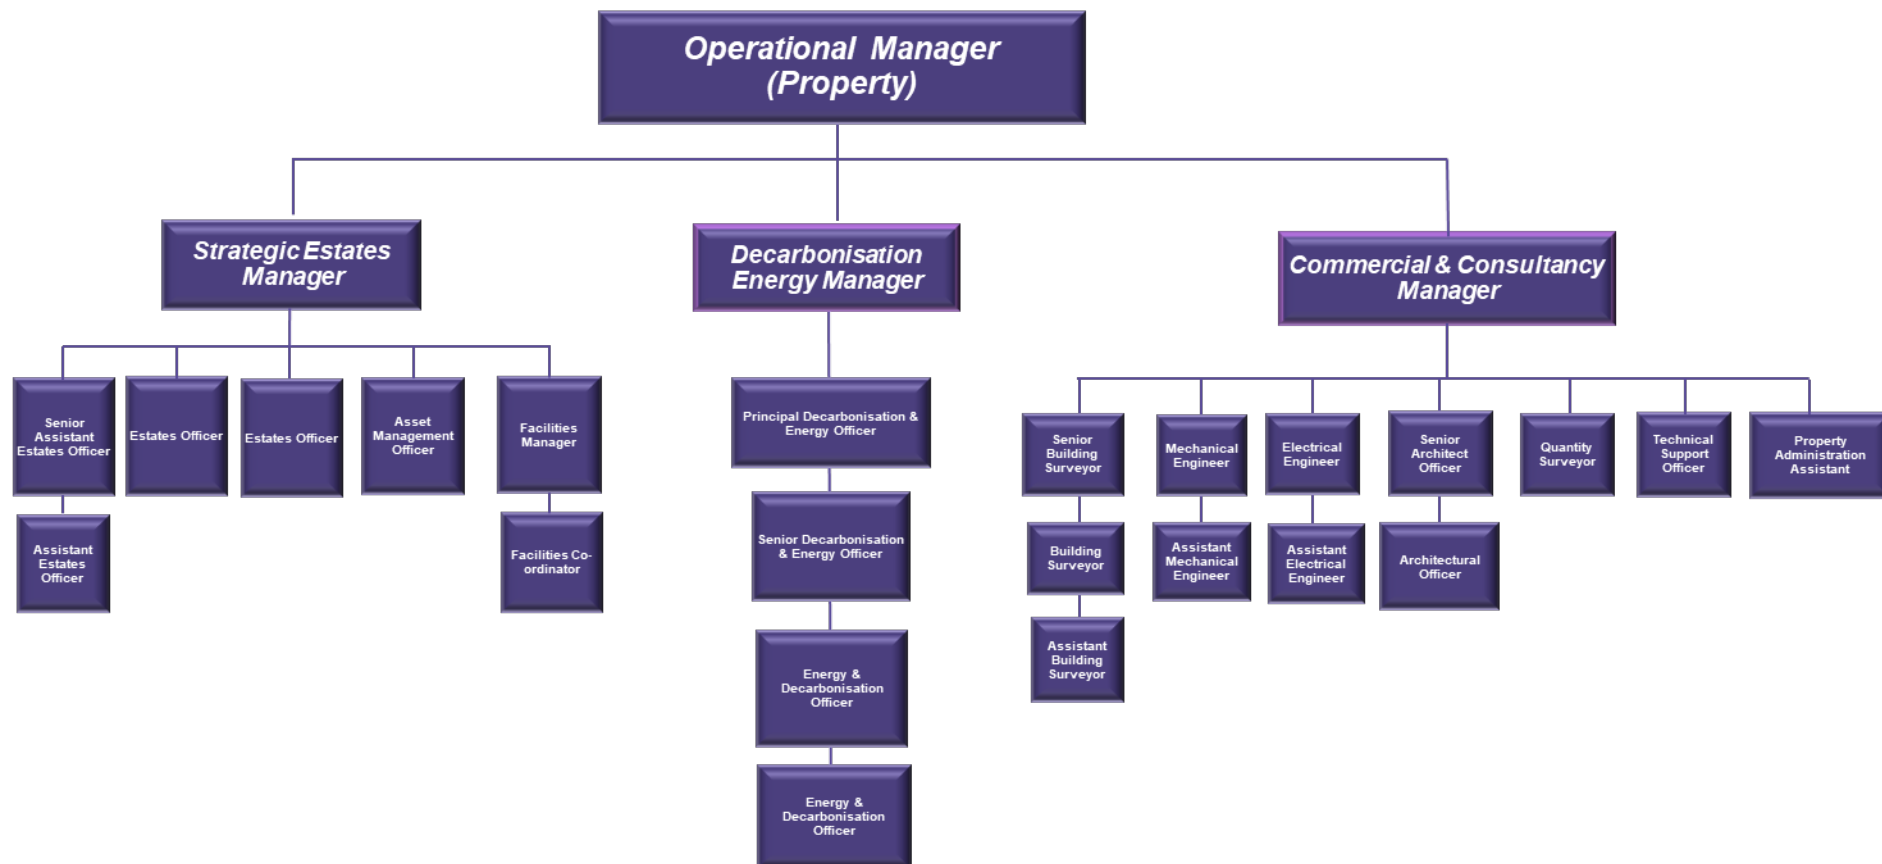 Operational Manager
(Property)
Strategic Estates
Manager
Decarbonisation
Energy Manager
Commercial & Consultancy
Manager
Senior
Assistant
Estates Officer
Estates Officer
Estates Officer
Asset
Management
Officer
Facilities
Manager
Assistant
Estates
Officer
Facilities Co-
ordinator
Principal Decarbonisation &
Energy Officer
Senior Decarbonisation
& Energy Officer
Energy &
Decarbonisation
Officer
Energy &
Decarbonisation
Officer
Senior
Building
Surveyor
Mechanical
Engineer
Electrical
Engineer
Senior
Architect
Officer
Quantity
Surveyor
Technical
Support
Officer
Property
Administration
Assistant
Building
Surveyor
Assistant
Mechanical
Engineer
Assistant
Electrical
Engineer
Architectural
Officer
Assistant
Building
Surveyor